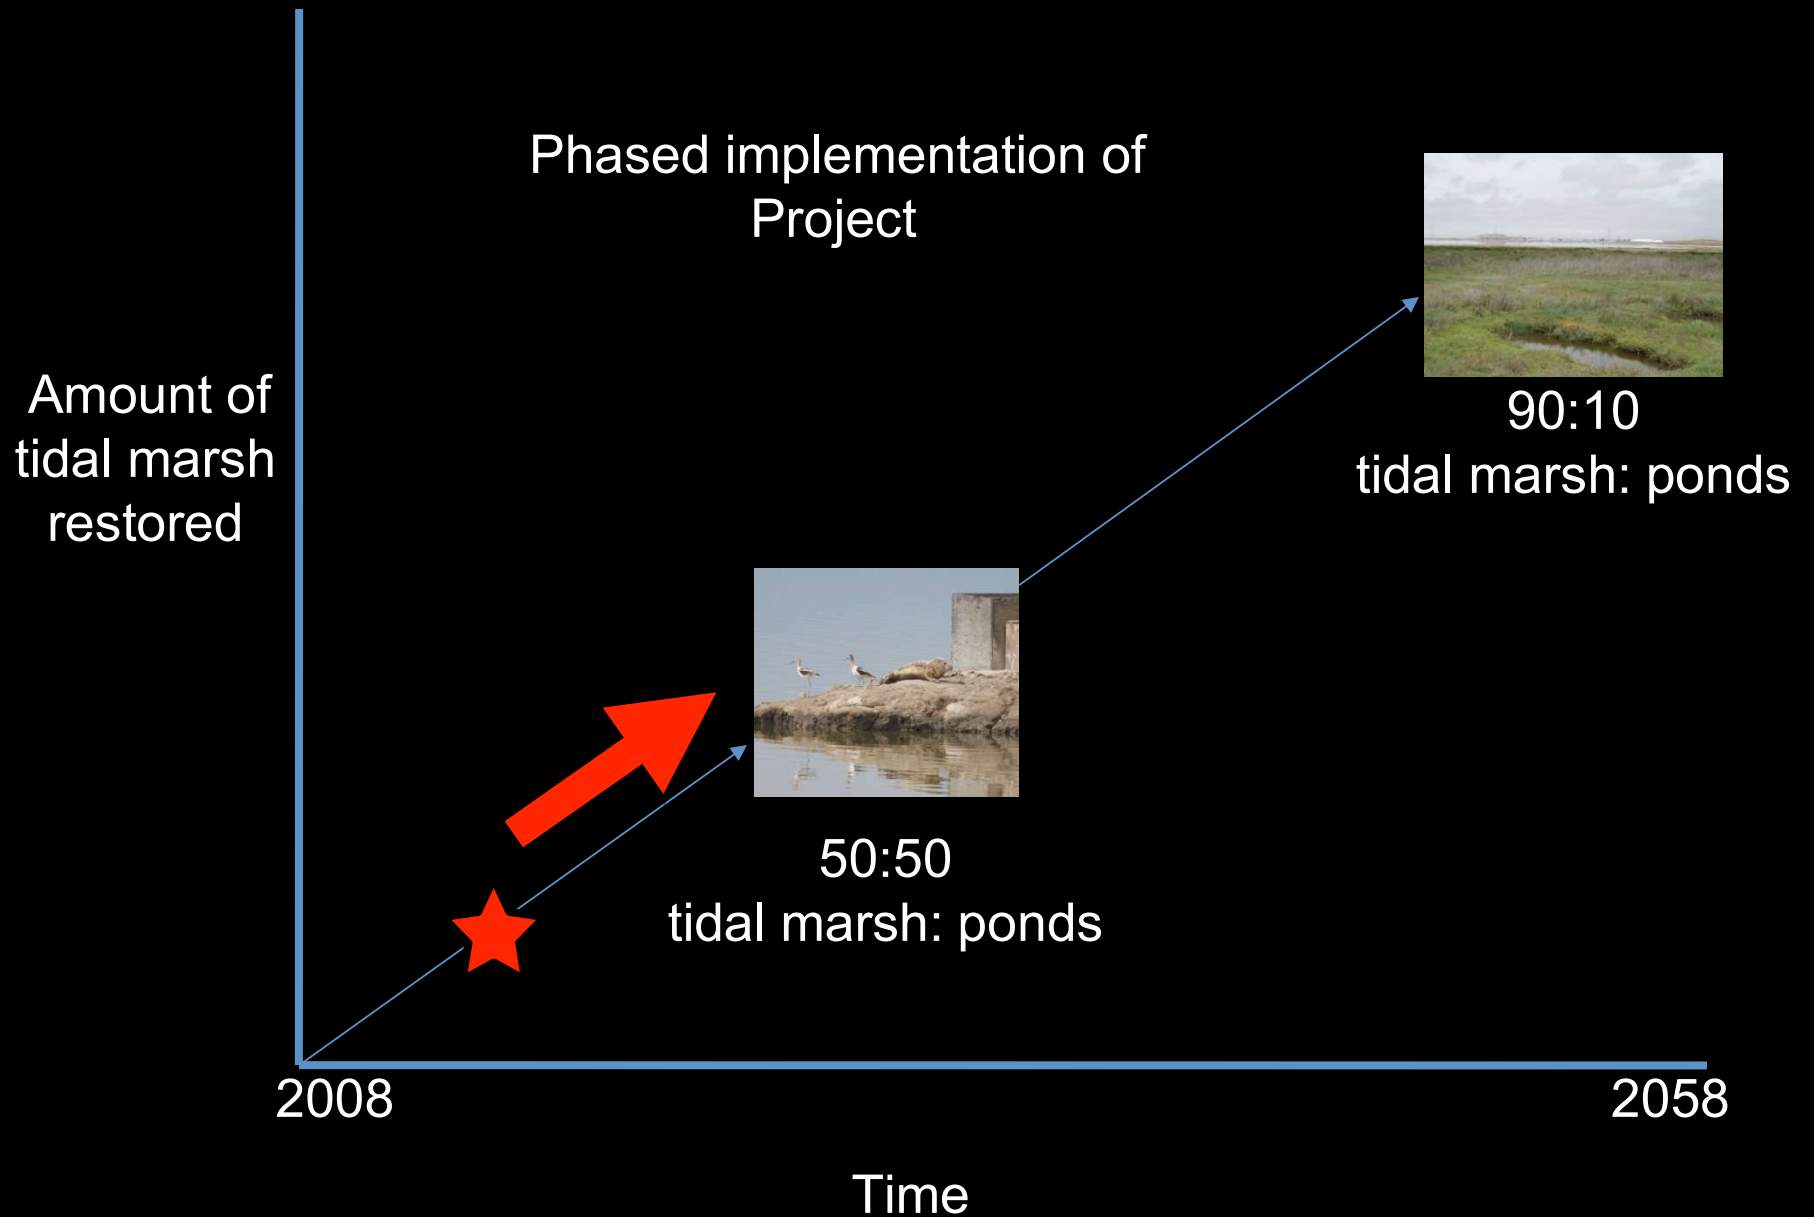 Phased implementation of
Project
Amount of
tidal marsh
restored
90:10
tidal marsh: ponds
50:50
tidal marsh: ponds
2008
2058
Time